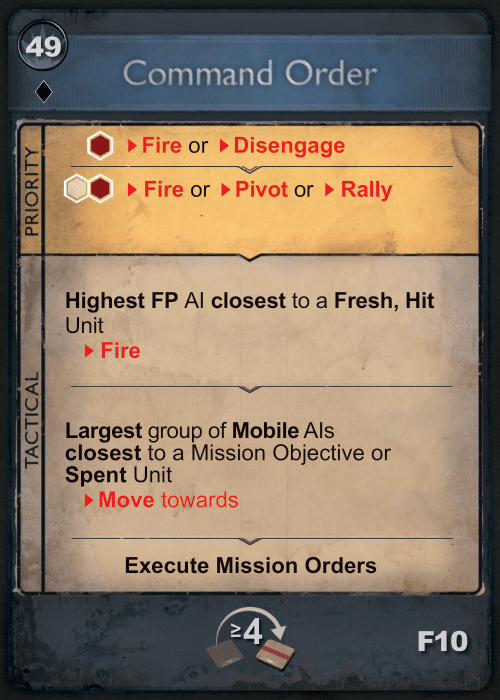 49
Command Order
PRIORITY
Fire or Disengage
Fire or Pivot or Rally
TACTICAL
Highest FP AI closest to a Fresh, Hit
Unit
Fire
Largest group of Mobile AIs
closest to a Mission Objective or
Spent Unit
Move towards
Execute Mission Orders
≥4
F10